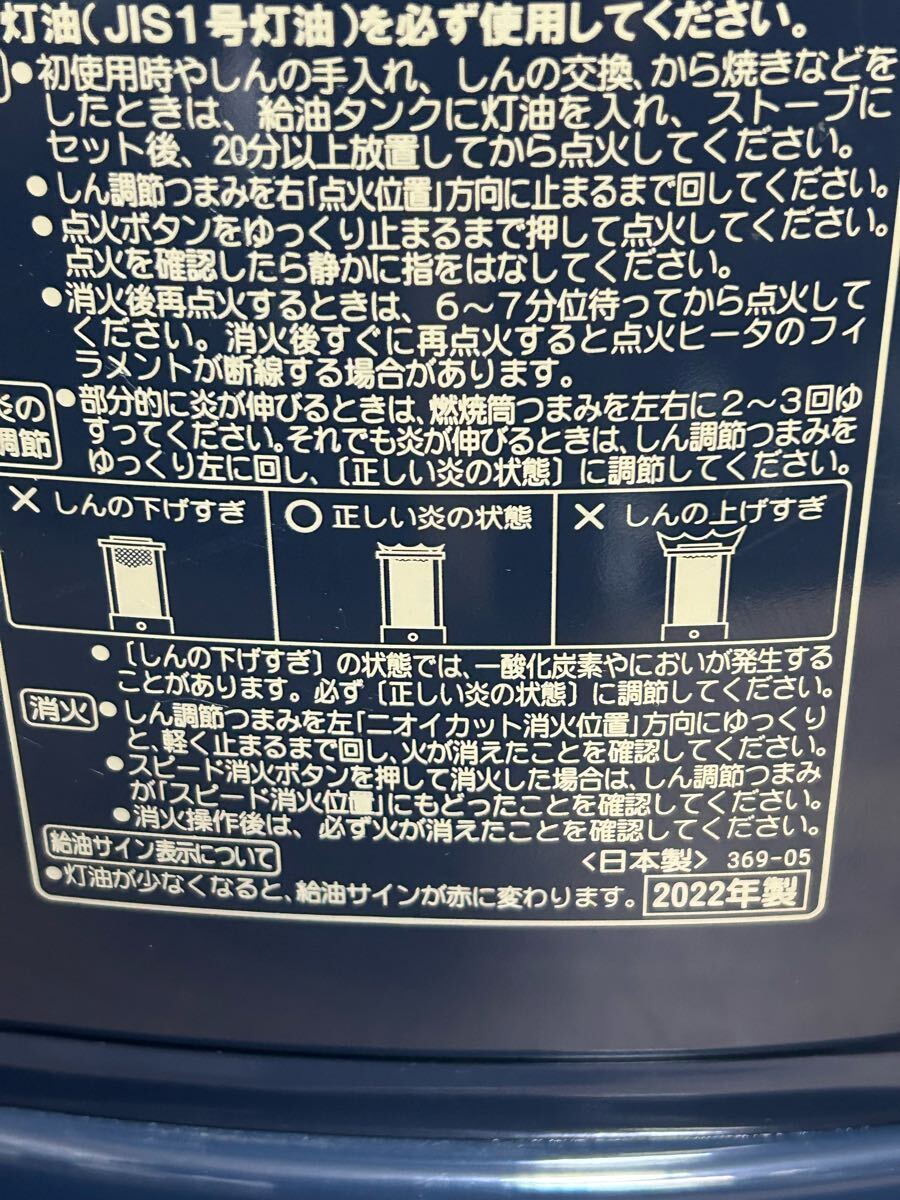 灯油(JIS1号灯油)を必ず使用してください。
●初使用時やしんの手入れ、しんの交換、から焼きなどを
したときは、給油タンクに灯油を入れ、ストーブに
セット後、20分以上放置してから点火してください。
●しん調節つまみを右「点火位置」方向に止まるまで回してください。
●点火ボタンをゆっくり止まるまで押して点火してください。
点火を確認したら静かに指をはなしてください。
●消火後再点火するときは、6〜7分位待ってから点火して
ください。消火後すぐに再点火すると点火ヒータのフィ
ラメントが断線する場合があります。
炎の
調節
●部分的に炎が伸びるときは、燃焼筒つまみを左右に2〜3回ゆ
すってください。それでも炎が伸びるときは、しん調節つまみを
ゆっくり左に回し、〔正しい炎の状態〕に調節してください。
×しんの下げすぎ
○正しい炎の状態
×しんの上げすぎ
●〔しんの下げすぎ〕の状態では、一酸化炭素やにおいが発生する
ことがあります。必ず〔正しい炎の状態〕に調節してください。
消火
●しん調節つまみを左「ニオイカット消火位置」方向にゆっくり
と、軽く止まるまで回し、火が消えたことを確認してください。
●スピード消火ボタンを押して消火した場合は、しん調節つまみ
が「スピード消火位置」にもどったことを確認してください。
●消火操作後は、必ず火が消えたことを確認してください。
給油サイン表示について
<日本製> 369-05
●灯油が少なくなると、給油サインが赤に変わります。
2022年製